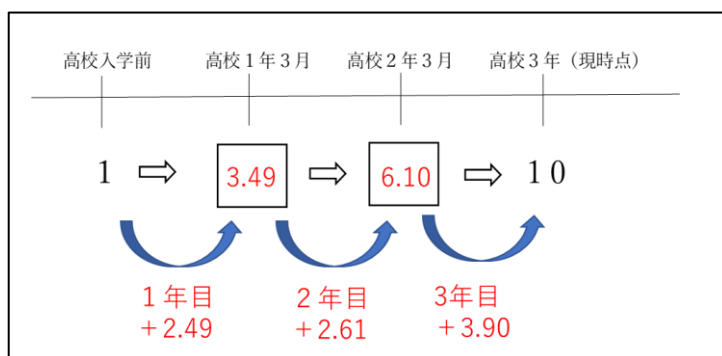 高校入学前 高校１年３月 高校２年３月 高校３年（現時点）
1 ⇨ 3.49 ⇨ 6.10 ⇨ 1 0
１年目 ２年目 3年目
＋2.49 ＋2.61 ＋3.90